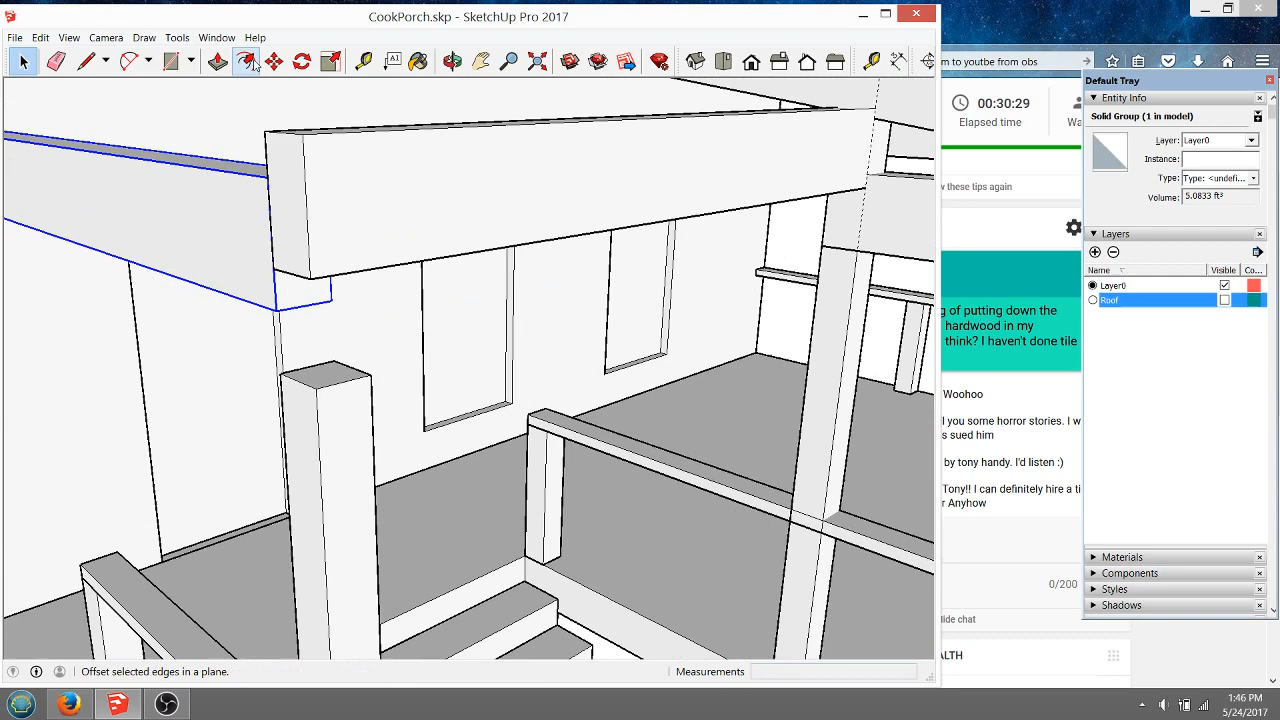 CookPorch.skp - SketchUp Pro 2017
File Edit View Camera Draw Tools Window Help
A1
m to youtbe from obs
00:30:29
Elapsed time
Wa
w these tips again
g of putting down the
hardwood in my
think? I haven't done tile
Woohoo
l you some horror stories. I w
s sued him
by tony handy. I'd listen :)
Tony!! I can definitely hire a ti
r Anyhow
0/200
lide chat
ALTH
Default Tray
Entity Info
Solid Group (1 in model)
Layer: Layer0
Instance:
Type: Type: <undefi...
Volume: 5.0833 ft³
Layers
Name Visible Co...
Layer0
Roof
Materials
Components
Styles
Shadows
Offset selected edges in a plane.
Measurements
1:46 PM
5/24/2017